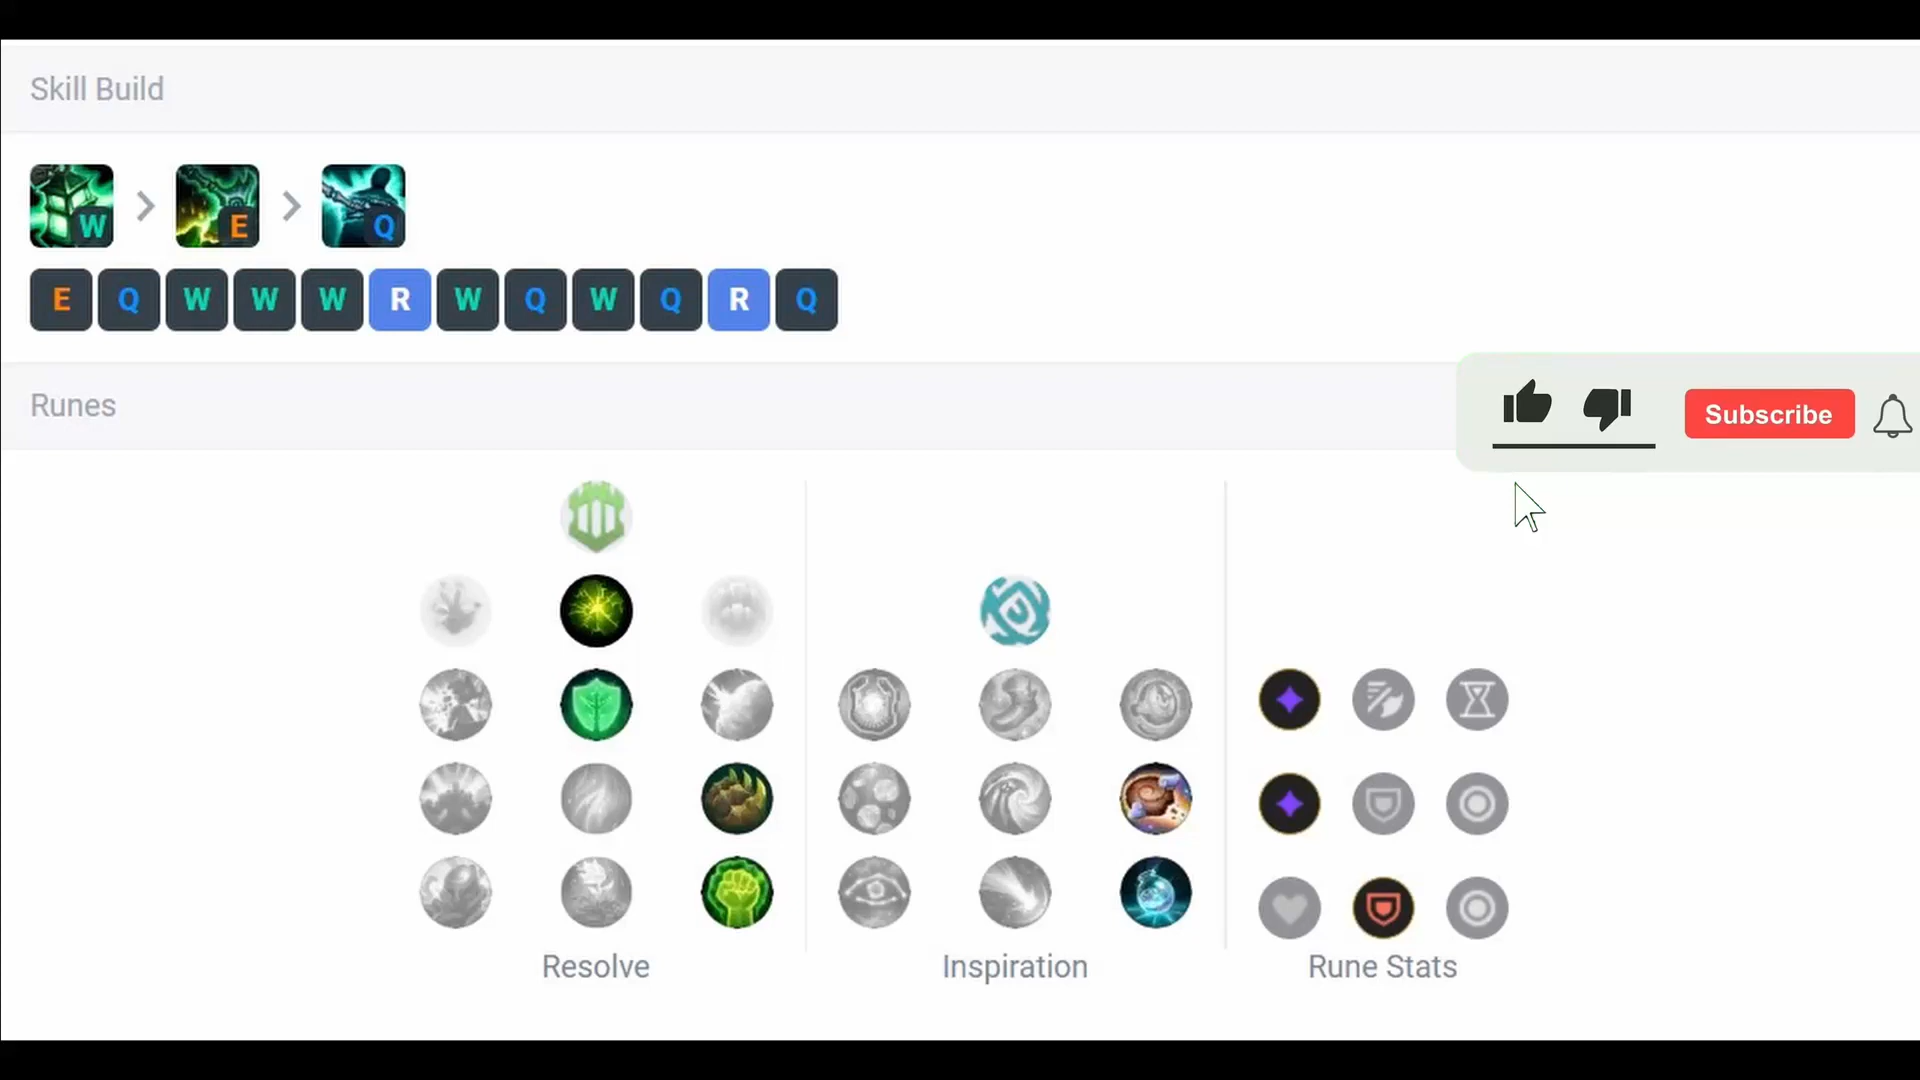 Skill Build
W E Q
E Q W W W R W Q W Q R Q
Runes
Subscribe
Resolve
Inspiration
Rune Stats